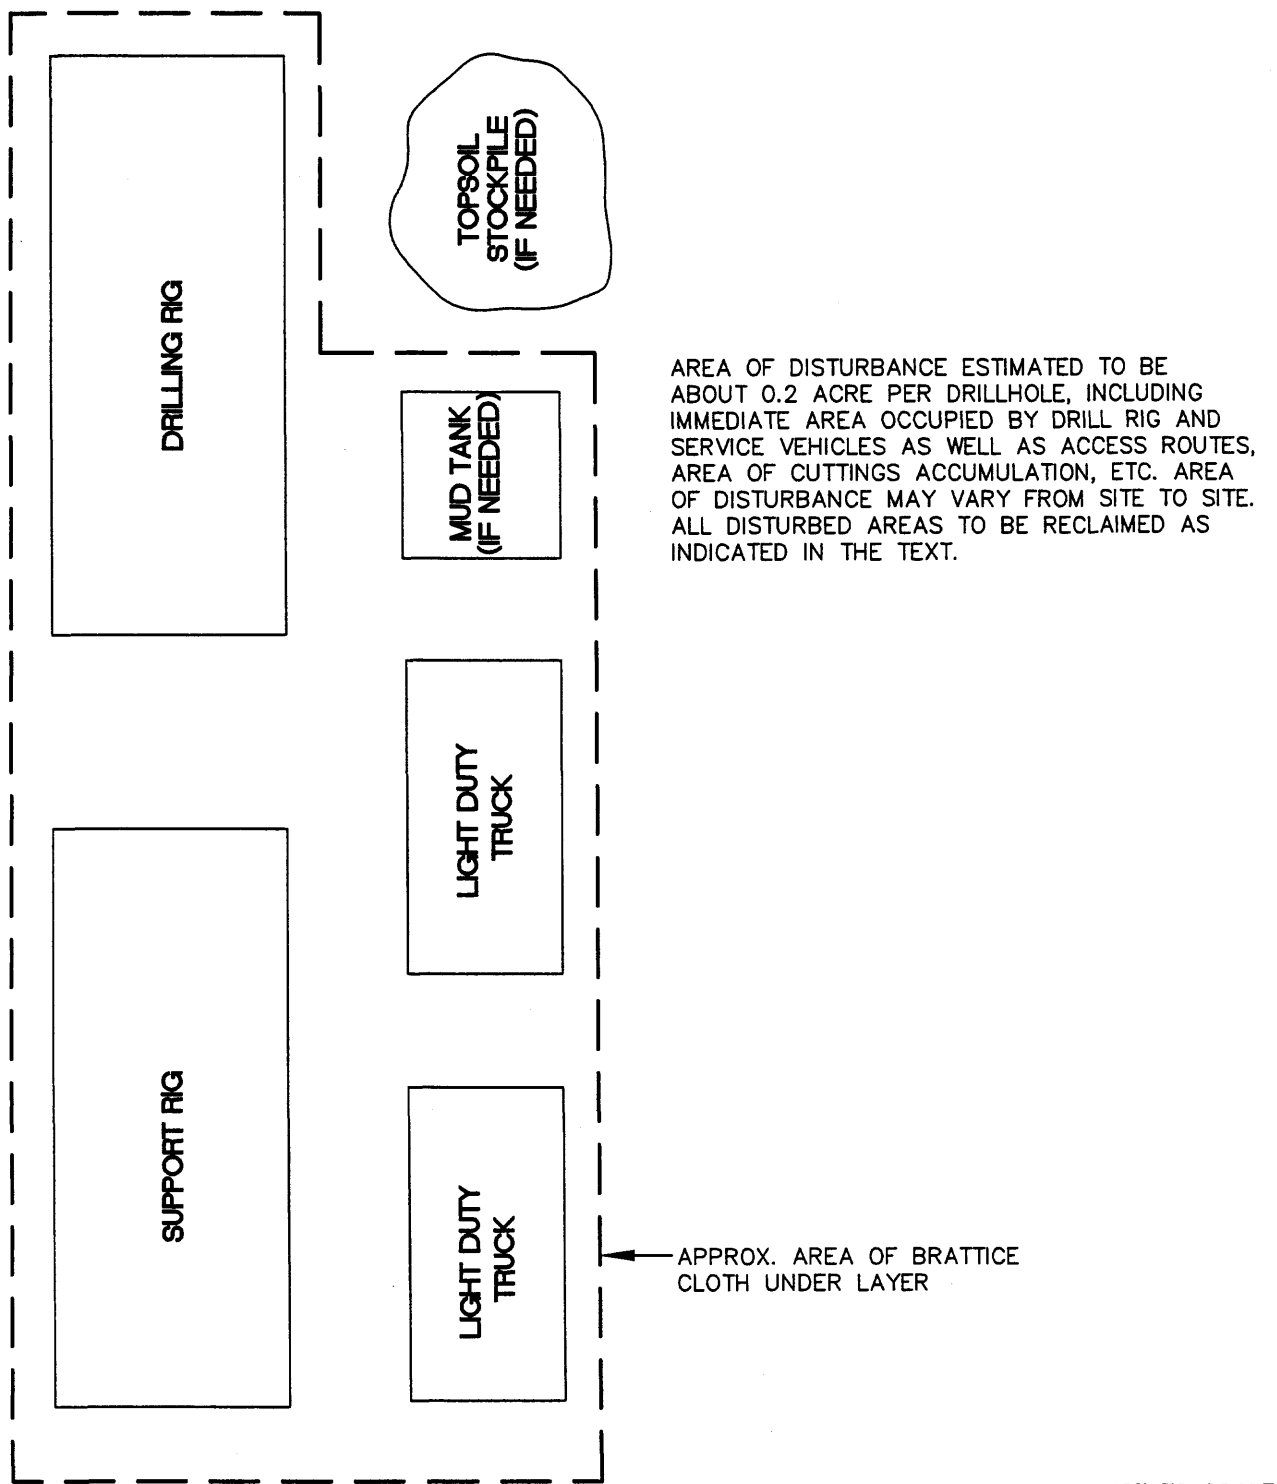 DRILLING RIG
TOPSOIL
STOCKPILE
(IF NEEDED)
MUD TANK
(IF NEEDED)
AREA OF DISTURBANCE ESTIMATED TO BE
ABOUT 0.2 ACRE PER DRILLHOLE, INCLUDING
IMMEDIATE AREA OCCUPIED BY DRILL RIG AND
SERVICE VEHICLES AS WELL AS ACCESS ROUTES,
AREA OF CUTTINGS ACCUMULATION, ETC. AREA
OF DISTURBANCE MAY VARY FROM SITE TO SITE.
ALL DISTURBED AREAS TO BE RECLAIMED AS
INDICATED IN THE TEXT.
LIGHT DUTY
TRUCK
SUPPORT RIG
LIGHT DUTY
TRUCK
APPROX. AREA OF BRATTICE
CLOTH UNDER LAYER